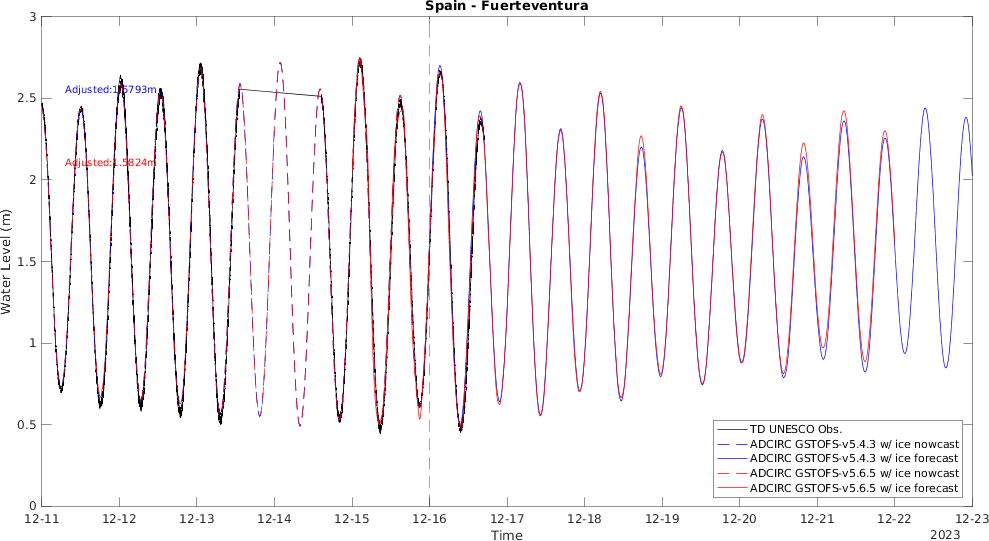 Spain - Fuerteventura
3
2.5
2
1.5
1
0.5
0
Water Level (m)
Adjusted:1.5793m
Adjusted:1.5824m
TD UNESCO Obs.
ADCIRC GSTOFS-v5.4.3 w/ ice nowcast
ADCIRC GSTOFS-v5.4.3 w/ ice forecast
ADCIRC GSTOFS-v5.6.5 w/ ice nowcast
ADCIRC GSTOFS-v5.6.5 w/ ice forecast
12-11 12-12 12-13 12-14 12-15 12-16 12-17 12-18 12-19 12-20 12-21 12-22 12-23
Time
2023